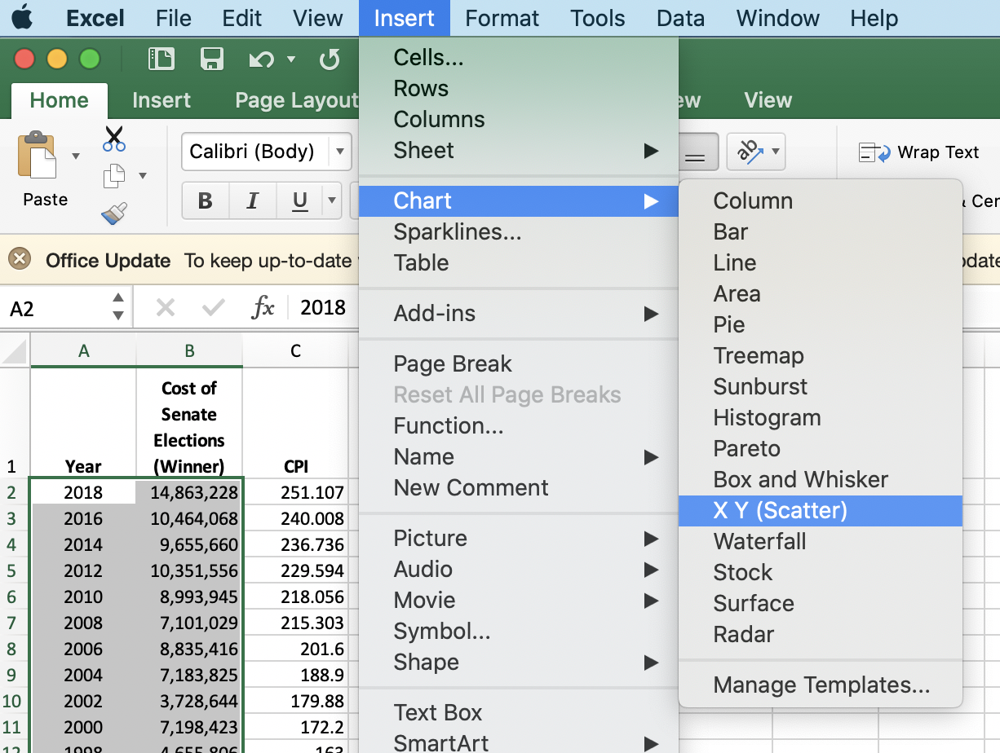 Excel File Edit View Insert Format Tools Data Window Help
Home Insert Page Layout View
Paste
Calibri (Body)
B I U
ab
Wrap Text
Office Update To keep up-to-date
A2
fx 2018
A B C
1 Year Cost of
Senate
Elections
(Winner) CPI
2 2018 14,863,228 251.107
3 2016 10,464,068 240.008
4 2014 9,655,660 236.736
5 2012 10,351,556 229.594
6 2010 8,993,945 218.056
7 2008 7,101,029 215.303
8 2006 8,835,416 201.6
9 2004 7,183,825 188.9
10 2002 3,728,644 179.88
11 2000 7,198,423 172.2
12 1998 4,655,806 163
Cells...
Rows
Columns
Sheet
Chart
Sparklines...
Table
Add-ins
Page Break
Reset All Page Breaks
Function...
Name
New Comment
Picture
Audio
Movie
Symbol...
Shape
Text Box
SmartArt
Column
Bar
Line
Area
Pie
Treemap
Sunburst
Histogram
Pareto
Box and Whisker
X Y (Scatter)
Waterfall
Stock
Surface
Radar
Manage Templates...